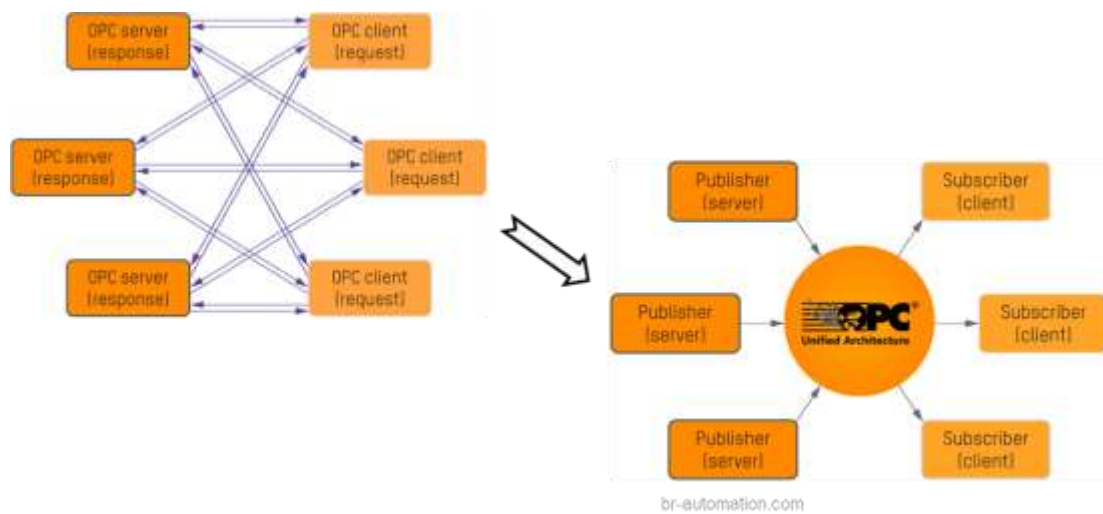 OPC server
(response)
OPC client
(request)
OPC server
(response)
OPC client
(request)
OPC server
(response)
OPC client
(request)
Publisher
(server)
Subscriber
(client)
Publisher
(server)
OPC®
Unified Architecture
Subscriber
(client)
Publisher
(server)
Subscriber
(client)
br-automation.com